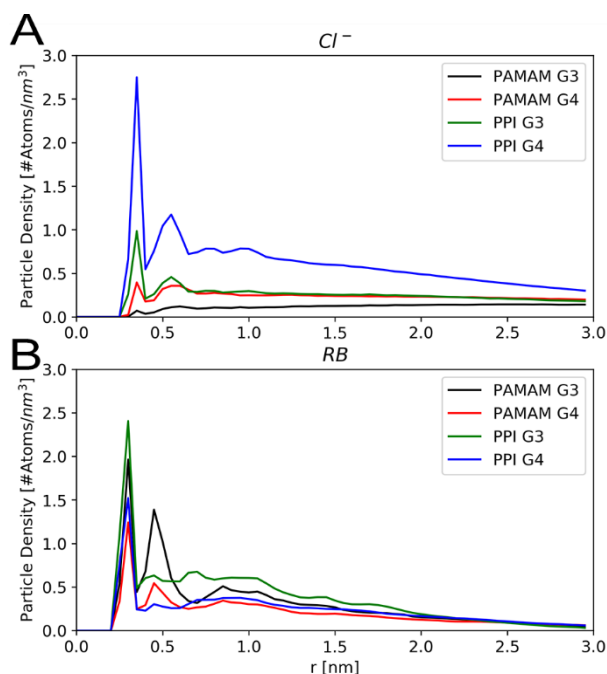 A
Cl⁻
Particle Density [#Atoms/nm³]
3.0
2.5
2.0
1.5
1.0
0.5
0.0
PAMAM G3
PAMAM G4
PPI G3
PPI G4
0.0 0.5 1.0 1.5 2.0 2.5 3.0
B
RB
Particle Density [#Atoms/nm³]
3.0
2.5
2.0
1.5
1.0
0.5
0.0
PAMAM G3
PAMAM G4
PPI G3
PPI G4
0.0 0.5 1.0 1.5 2.0 2.5 3.0
r [nm]